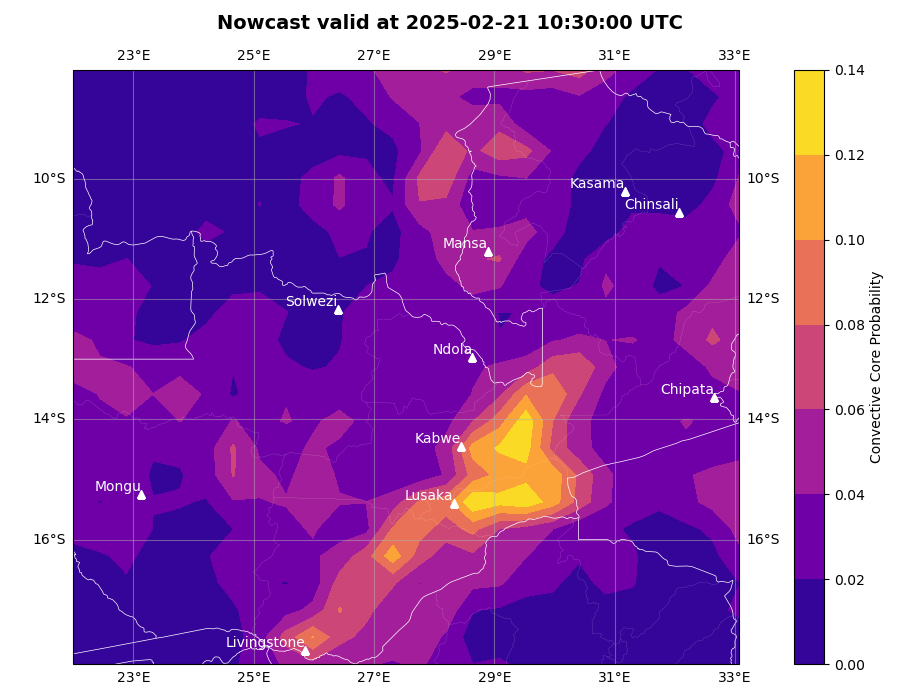 Nowcast valid at 2025-02-21 10:30:00 UTC
23°E 25°E 27°E 29°E 31°E 33°E
0.14
0.12
10°S Kasama 10°S
Chinsali
0.10
Mansa
12°S Solwezi 12°S
0.08
Ndola
Convective Core Probability
Chipata
0.06
14°S 14°S
Kabwe
Mongu
Lusaka
0.04
16°S 16°S
0.02
Livingstone
0.00
23°E 25°E 27°E 29°E 31°E 33°E